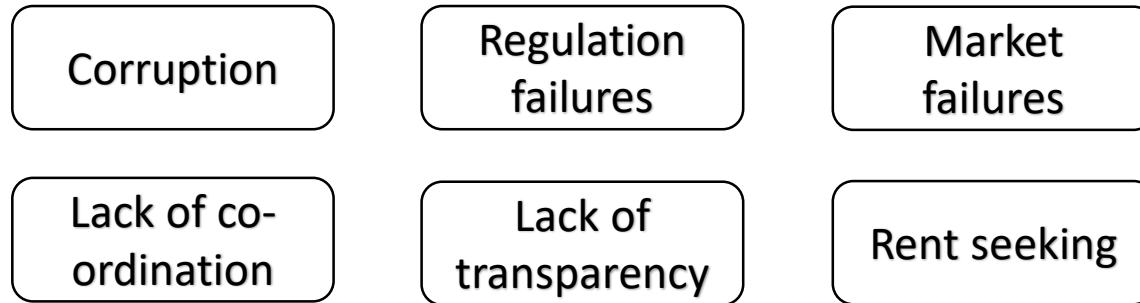 Corruption
Regulation
failures
Market
failures
Lack of co-
ordination
Lack of
transparency
Rent seeking